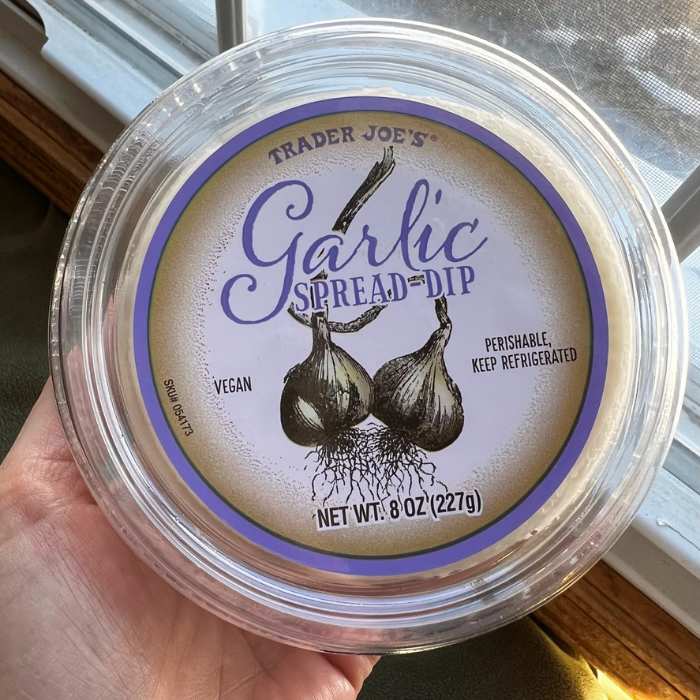 TRADER JOE'S®
Garlic
SPREAD-DIP
PERISHABLE,
KEEP REFRIGERATED
VEGAN
SKU# 054173
NET WT. 8 OZ (227g)